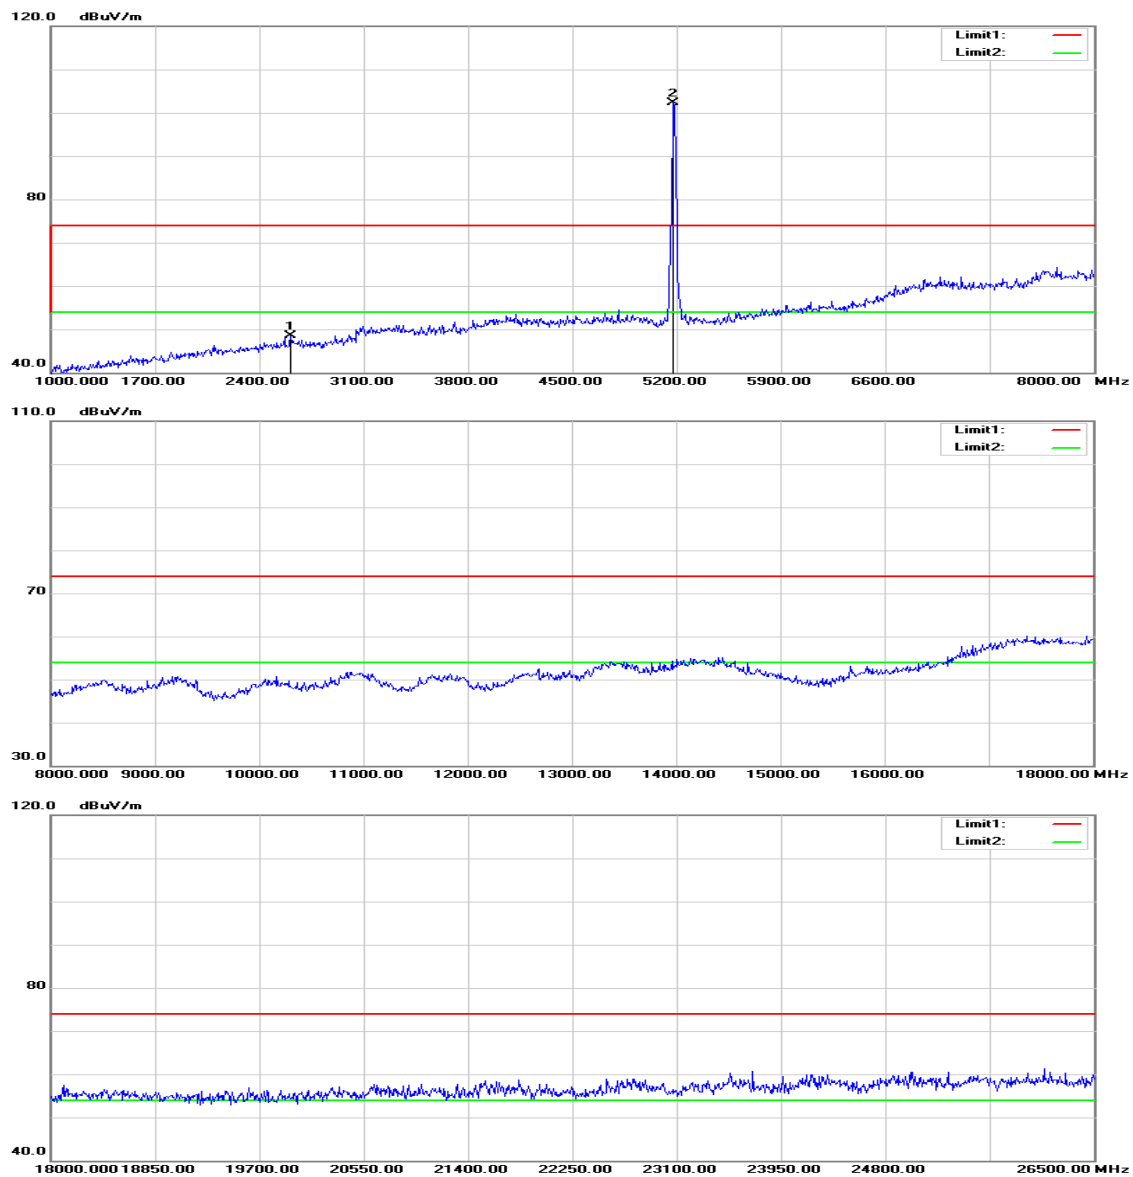 120.0 dBuV/m
Limit1:
Limit2:
2
80
1
40.0
1000.000 1700.00 2400.00 3100.00 3800.00 4500.00 5200.00 5900.00 6600.00 8000.00 MHz
110.0 dBuV/m
Limit1:
Limit2:
70
30.0
8000.000 9000.00 10000.00 11000.00 12000.00 13000.00 14000.00 15000.00 16000.00 18000.00 MHz
120.0 dBuV/m
Limit1:
Limit2:
80
40.0
18000.000 18850.00 19700.00 20550.00 21400.00 22250.00 23100.00 23950.00 24800.00 26500.00 MHz